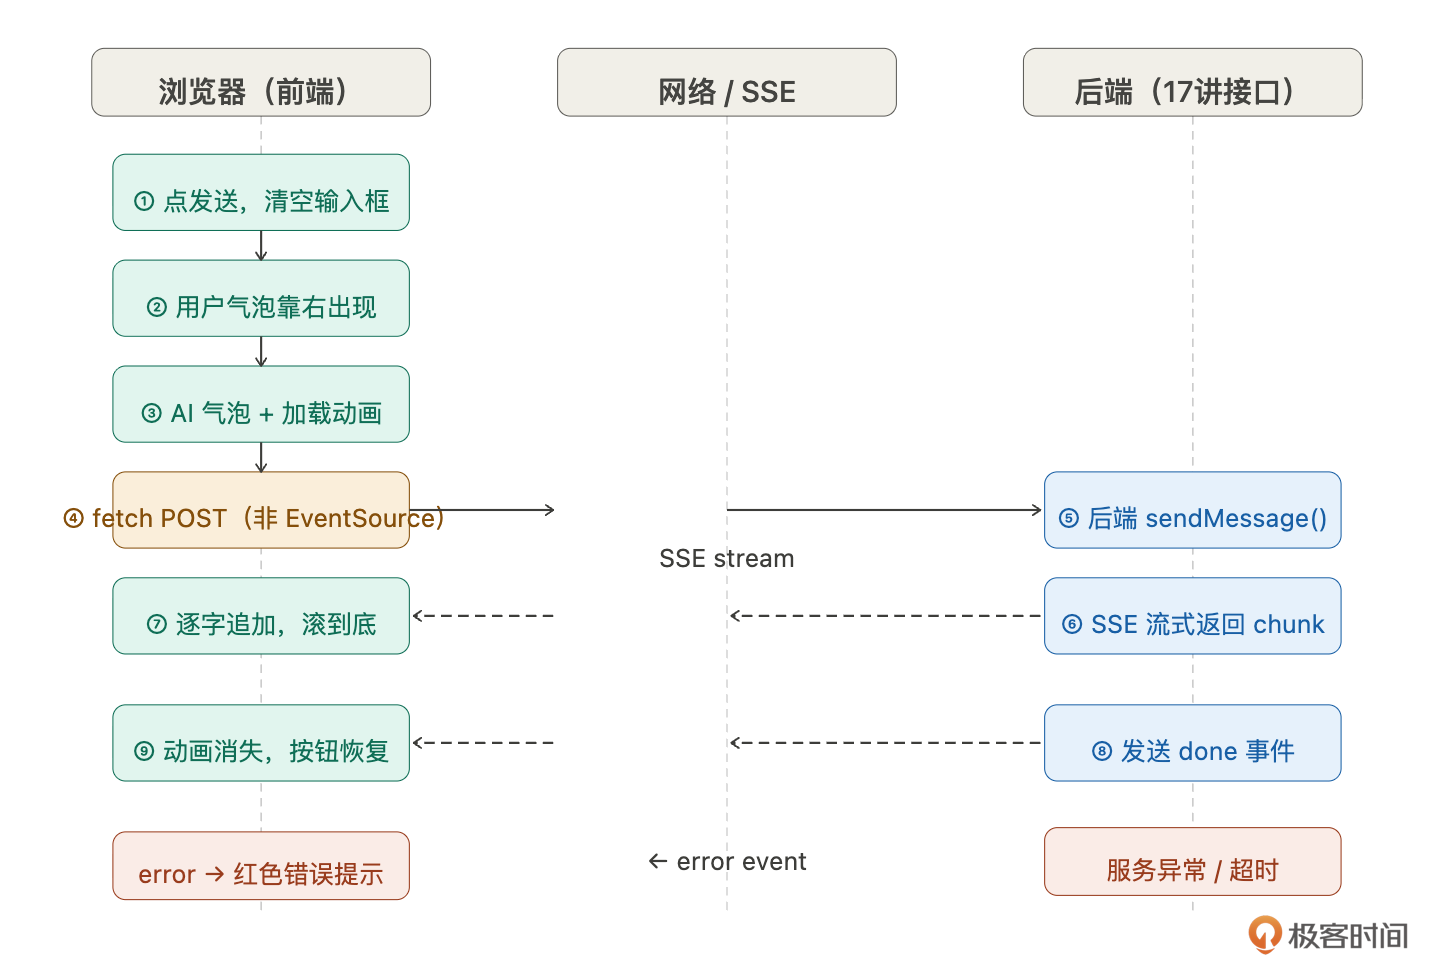 浏览器（前端）
网络 / SSE
后端（17讲接口）
① 点发送，清空输入框
② 用户气泡靠右出现
③ AI 气泡 + 加载动画
④ fetch POST（非 EventSource）
⑤ 后端 sendMessage()
SSE stream
⑦ 逐字追加，滚到底
⑥ SSE 流式返回 chunk
⑨ 动画消失，按钮恢复
⑧ 发送 done 事件
error → 红色错误提示
← error event
服务异常 / 超时
极客时间